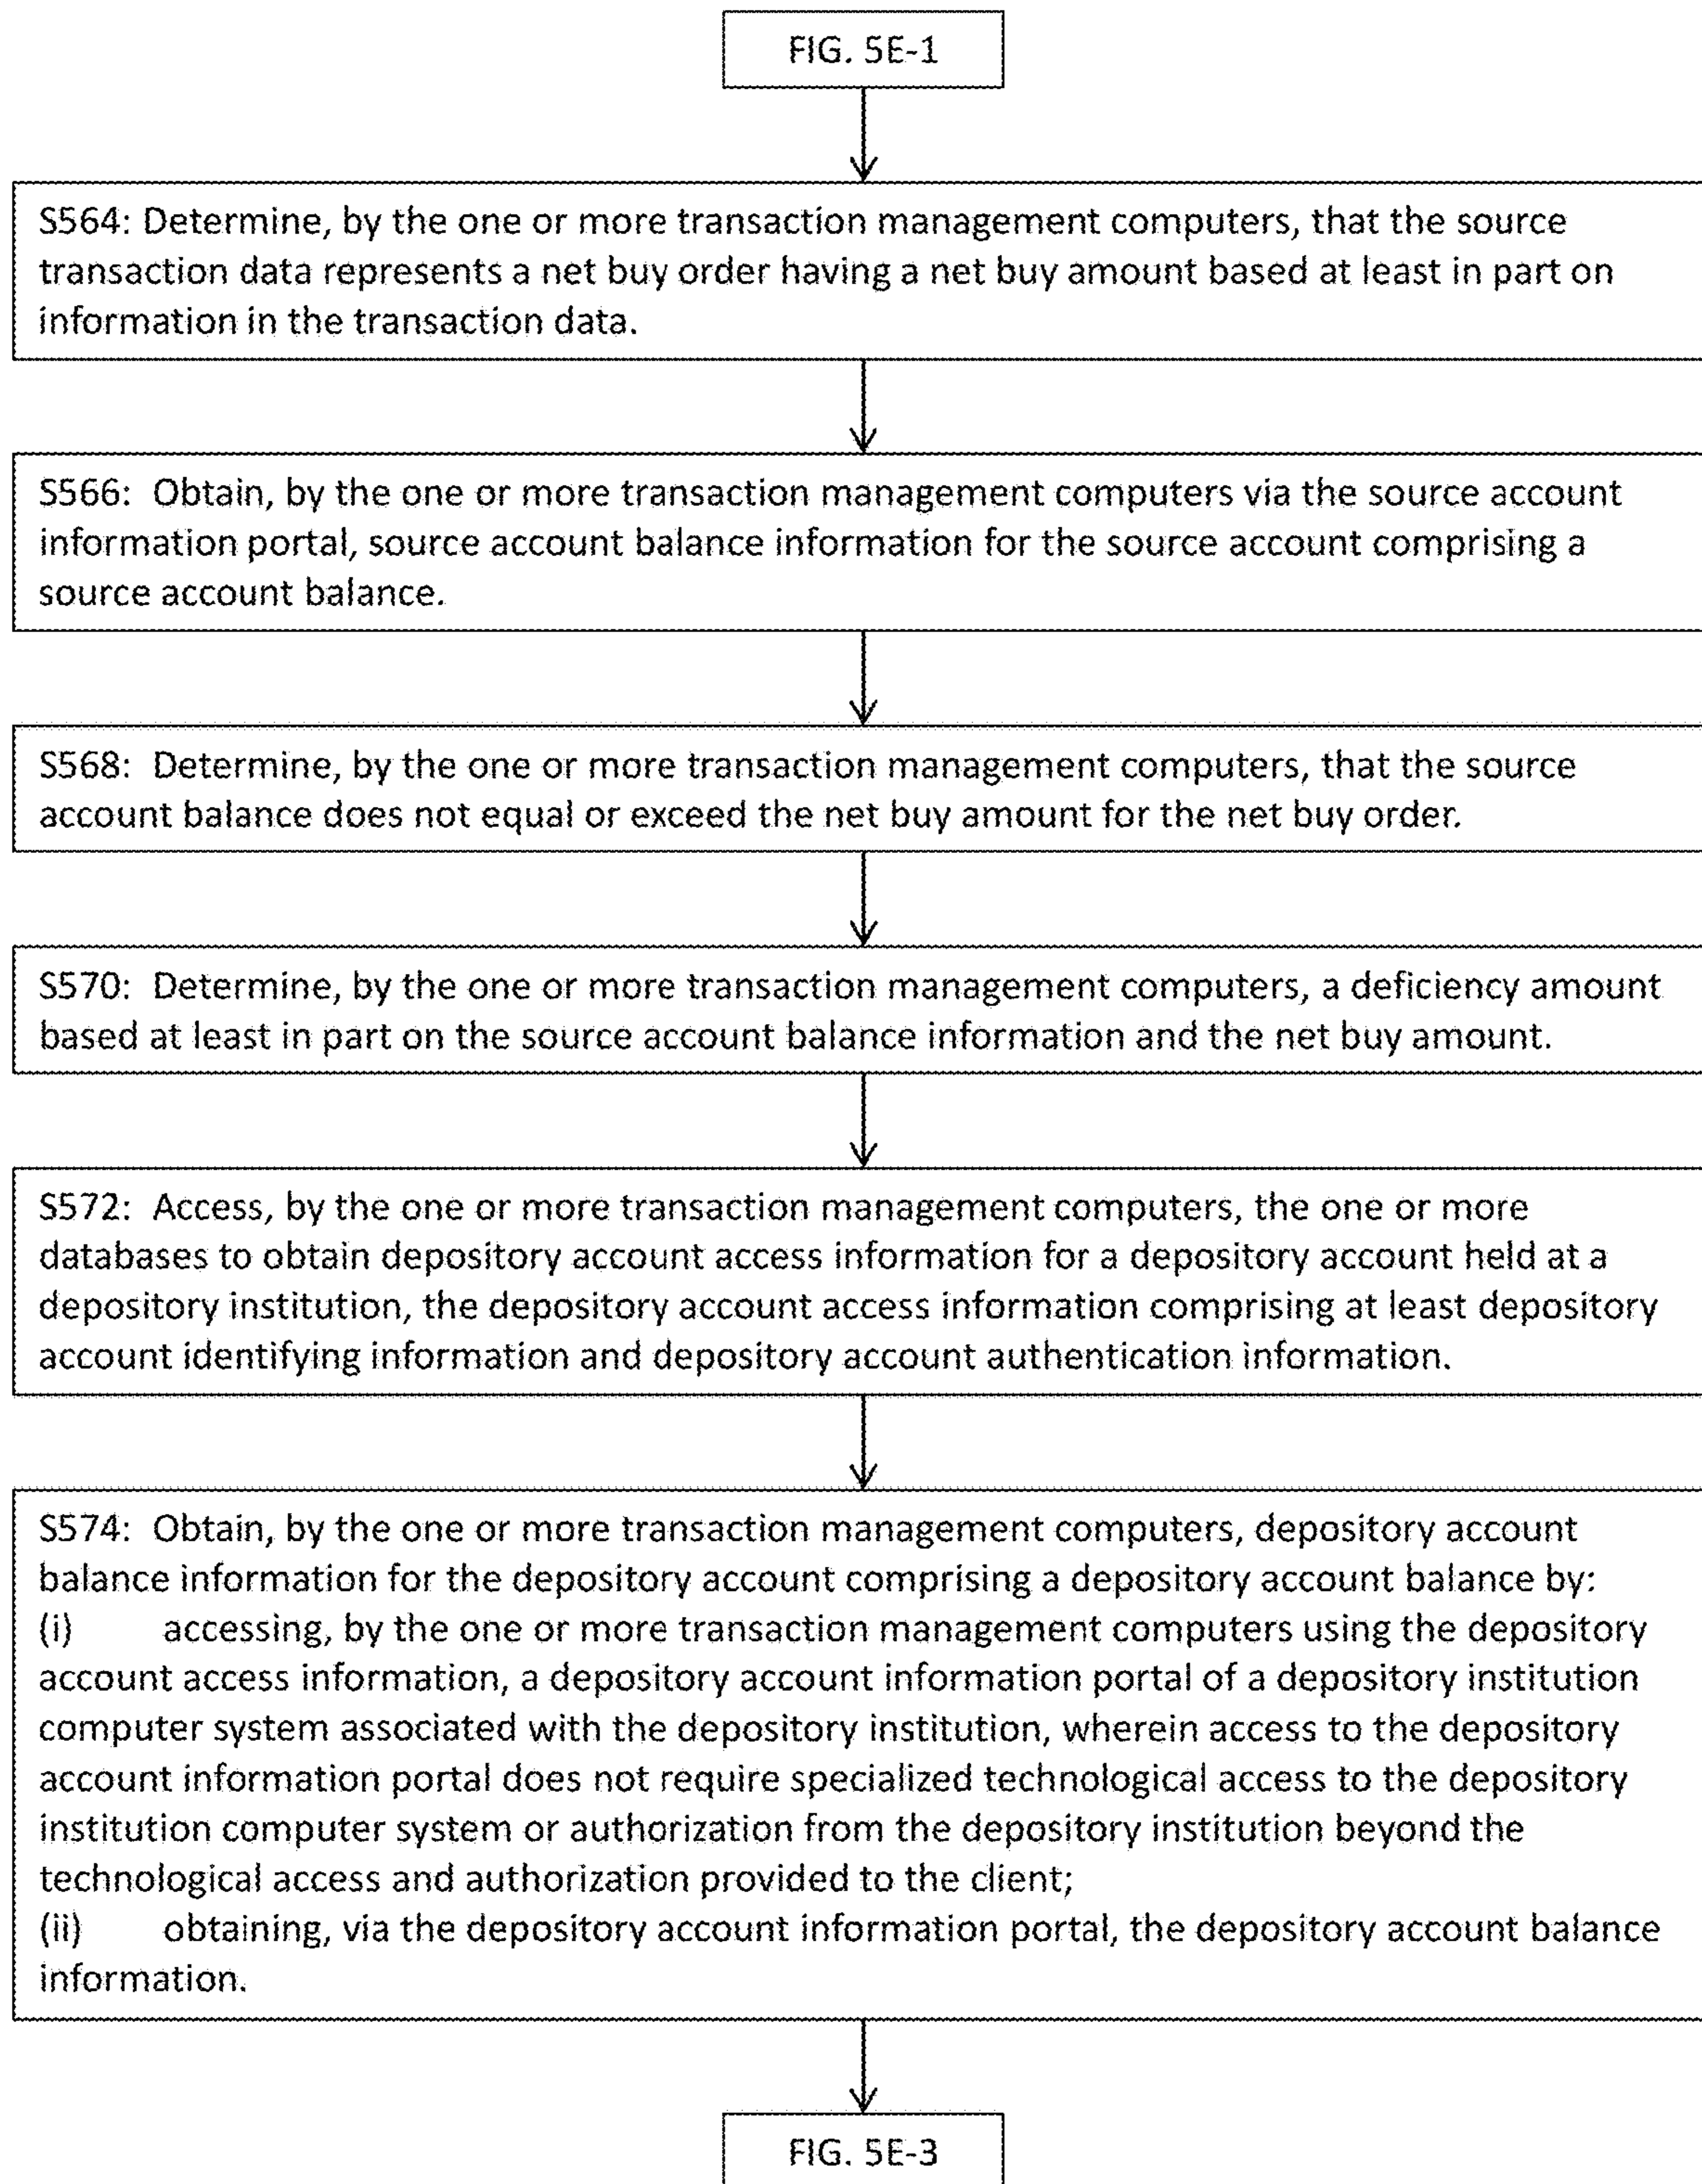 FIG. 5E-1
S564: Determine, by the one or more transaction management computers, that the source
transaction data represents a net buy order having a net buy amount based at least in part on
information in the transaction data.
S566: Obtain, by the one or more transaction management computers via the source account
information portal, source account balance information for the source account comprising a
source account balance.
S568: Determine, by the one or more transaction management computers, that the source
account balance does not equal or exceed the net buy amount for the net buy order.
S570: Determine, by the one or more transaction management computers, a deficiency amount
based at least in part on the source account balance information and the net buy amount.
S572: Access, by the one or more transaction management computers, the one or more
databases to obtain depository account access information for a depository account held at a
depository institution, the depository account access information comprising at least depository
account identifying information and depository account authentication information.
S574: Obtain, by the one or more transaction management computers, depository account
balance information for the depository account comprising a depository account balance by:
(i) accessing, by the one or more transaction management computers using the depository
account access information, a depository account information portal of a depository institution
computer system associated with the depository institution, wherein access to the depository
account information portal does not require specialized technological access to the depository
institution computer system or authorization from the depository institution beyond the
technological access and authorization provided to the client;
(ii) obtaining, via the depository account information portal, the depository account balance
information.
FIG. 5E-3